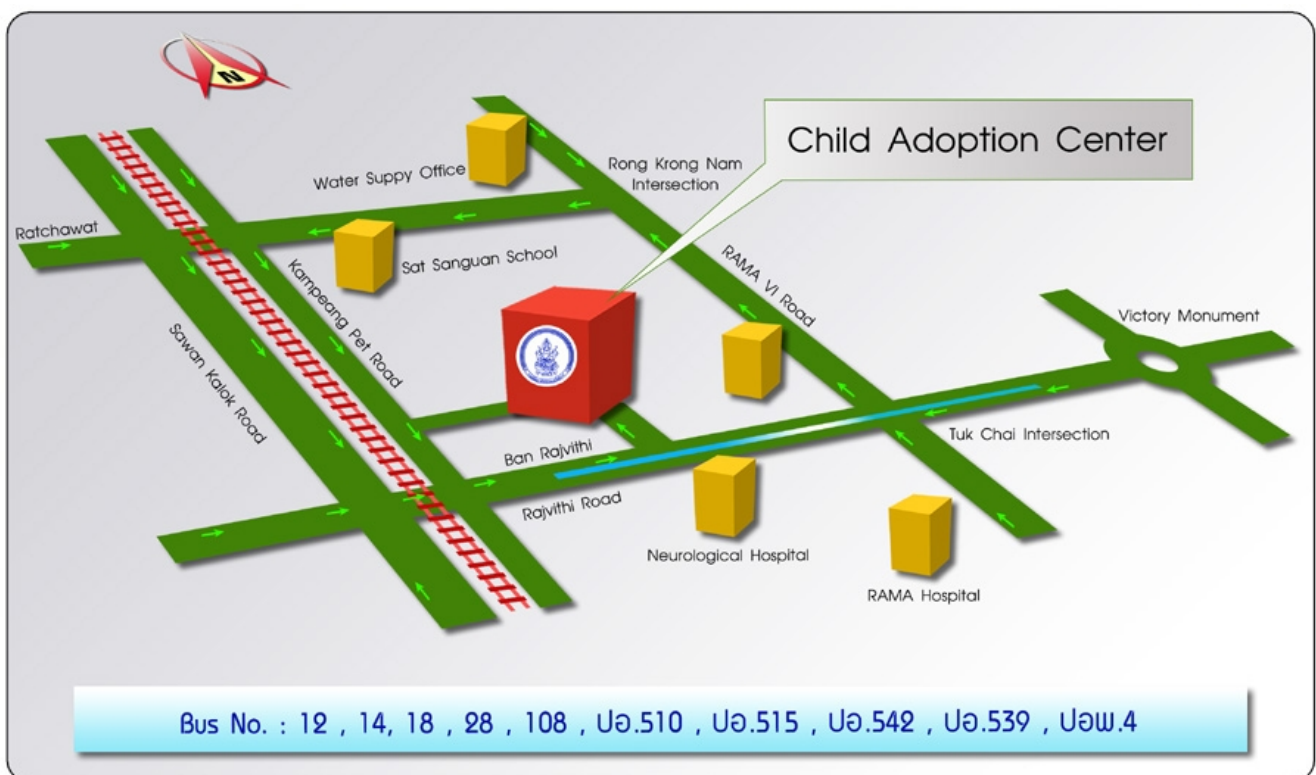 N
Child Adoption Center
Water Suppy Office
Rong Krong Nam
Intersection
Ratchawat
Sat Sanguan School
Kampeang Pet Road
RAMA VI Road
Victory Monument
Sawan Kalok Road
Ban Rajvithi
Tuk Chai Intersection
Rajvithi Road
Neurological Hospital
RAMA Hospital
Bus No. : 12 , 14, 18 , 28 , 108 , ปอ.510 , ปอ.515 , ปอ.542 , ปอ.539 , ปอพ.4